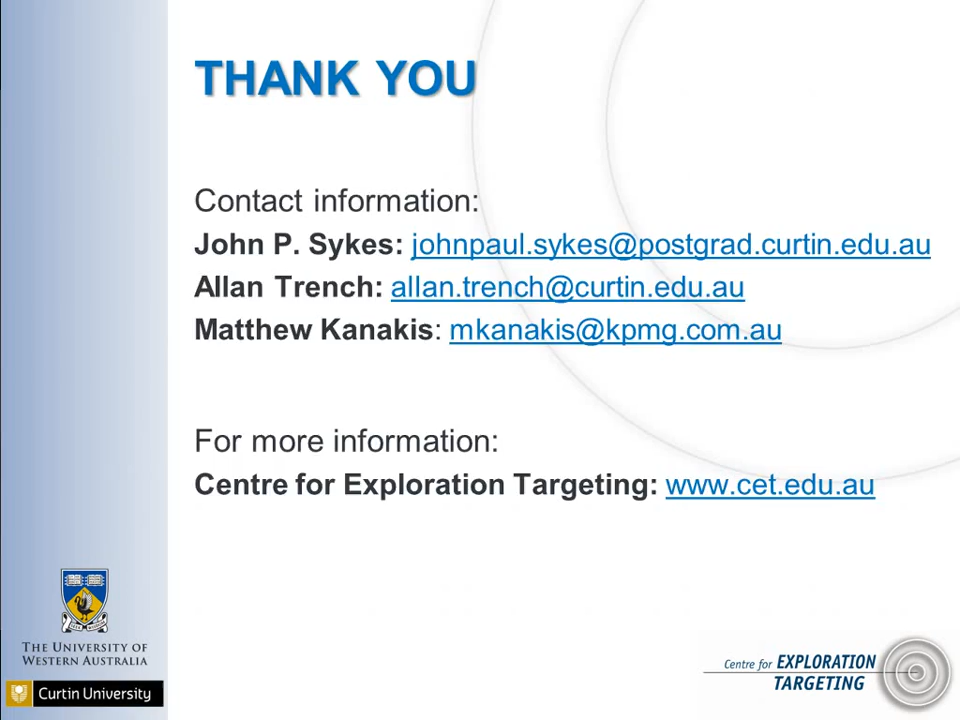 THANK YOU
Contact information:
John P. Sykes: johnpaul.sykes@postgrad.curtin.edu.au
Allan Trench: allan.trench@curtin.edu.au
Matthew Kanakis: mkanakis@kpmg.com.au
For more information:
Centre for Exploration Targeting: www.cet.edu.au
THE UNIVERSITY OF
WESTERN AUSTRALIA
Curtin University
Centre for EXPLORATION
TARGETING